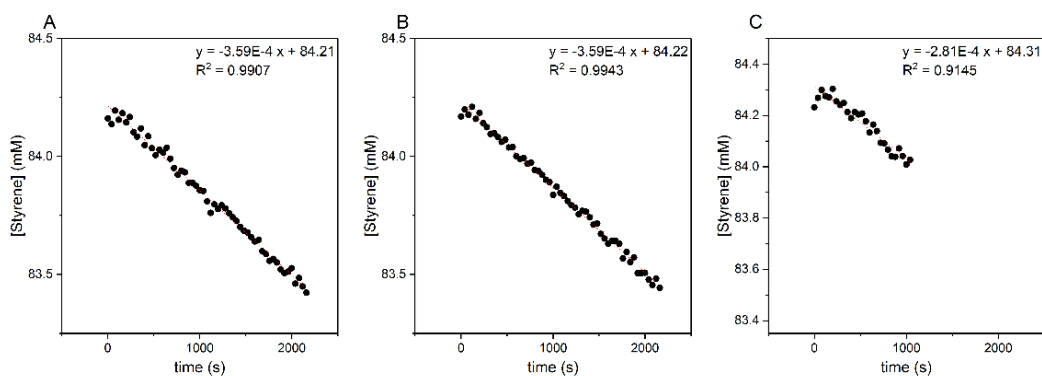 A
y = -3.59E-4 x + 84.21
R² = 0.9907
84.5
84.0
83.5
[Styrene] (mM)
0
1000
2000
time (s)
B
y = -3.59E-4 x + 84.22
R² = 0.9943
84.5
84.0
83.5
[Styrene] (mM)
0
1000
2000
time (s)
C
y = -2.81E-4 x + 84.31
R² = 0.9145
84.4
84.2
84.0
83.8
83.6
83.4
[Styrene] (mM)
0
1000
2000
time (s)